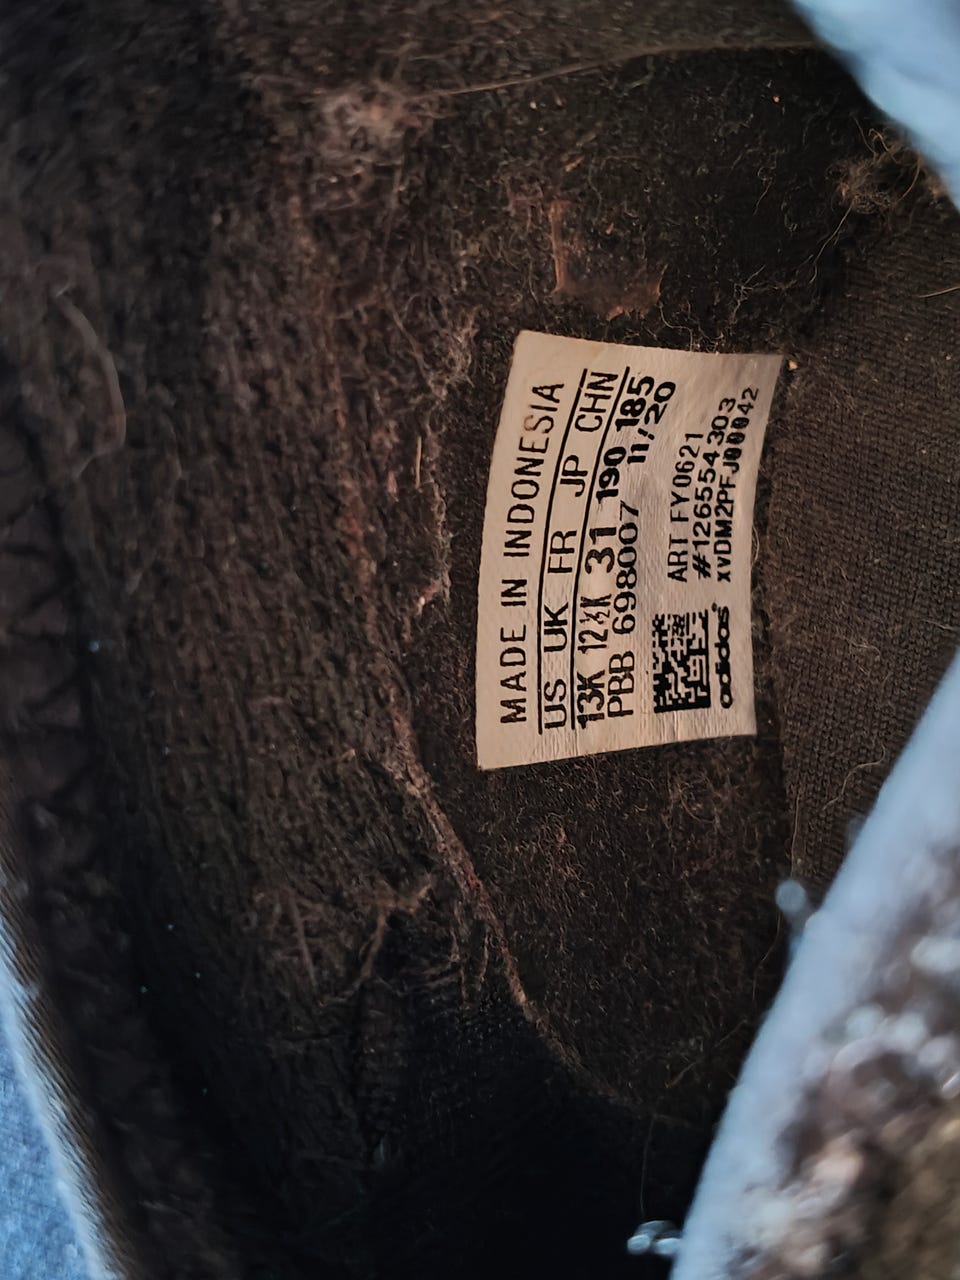 MADE IN INDONESIA
US UK FR JP CHN
13K 12½K 31 190 185
PBB 698007 11/20
ART FY0621
#126554303
XVDM2PFJ00042
adidas